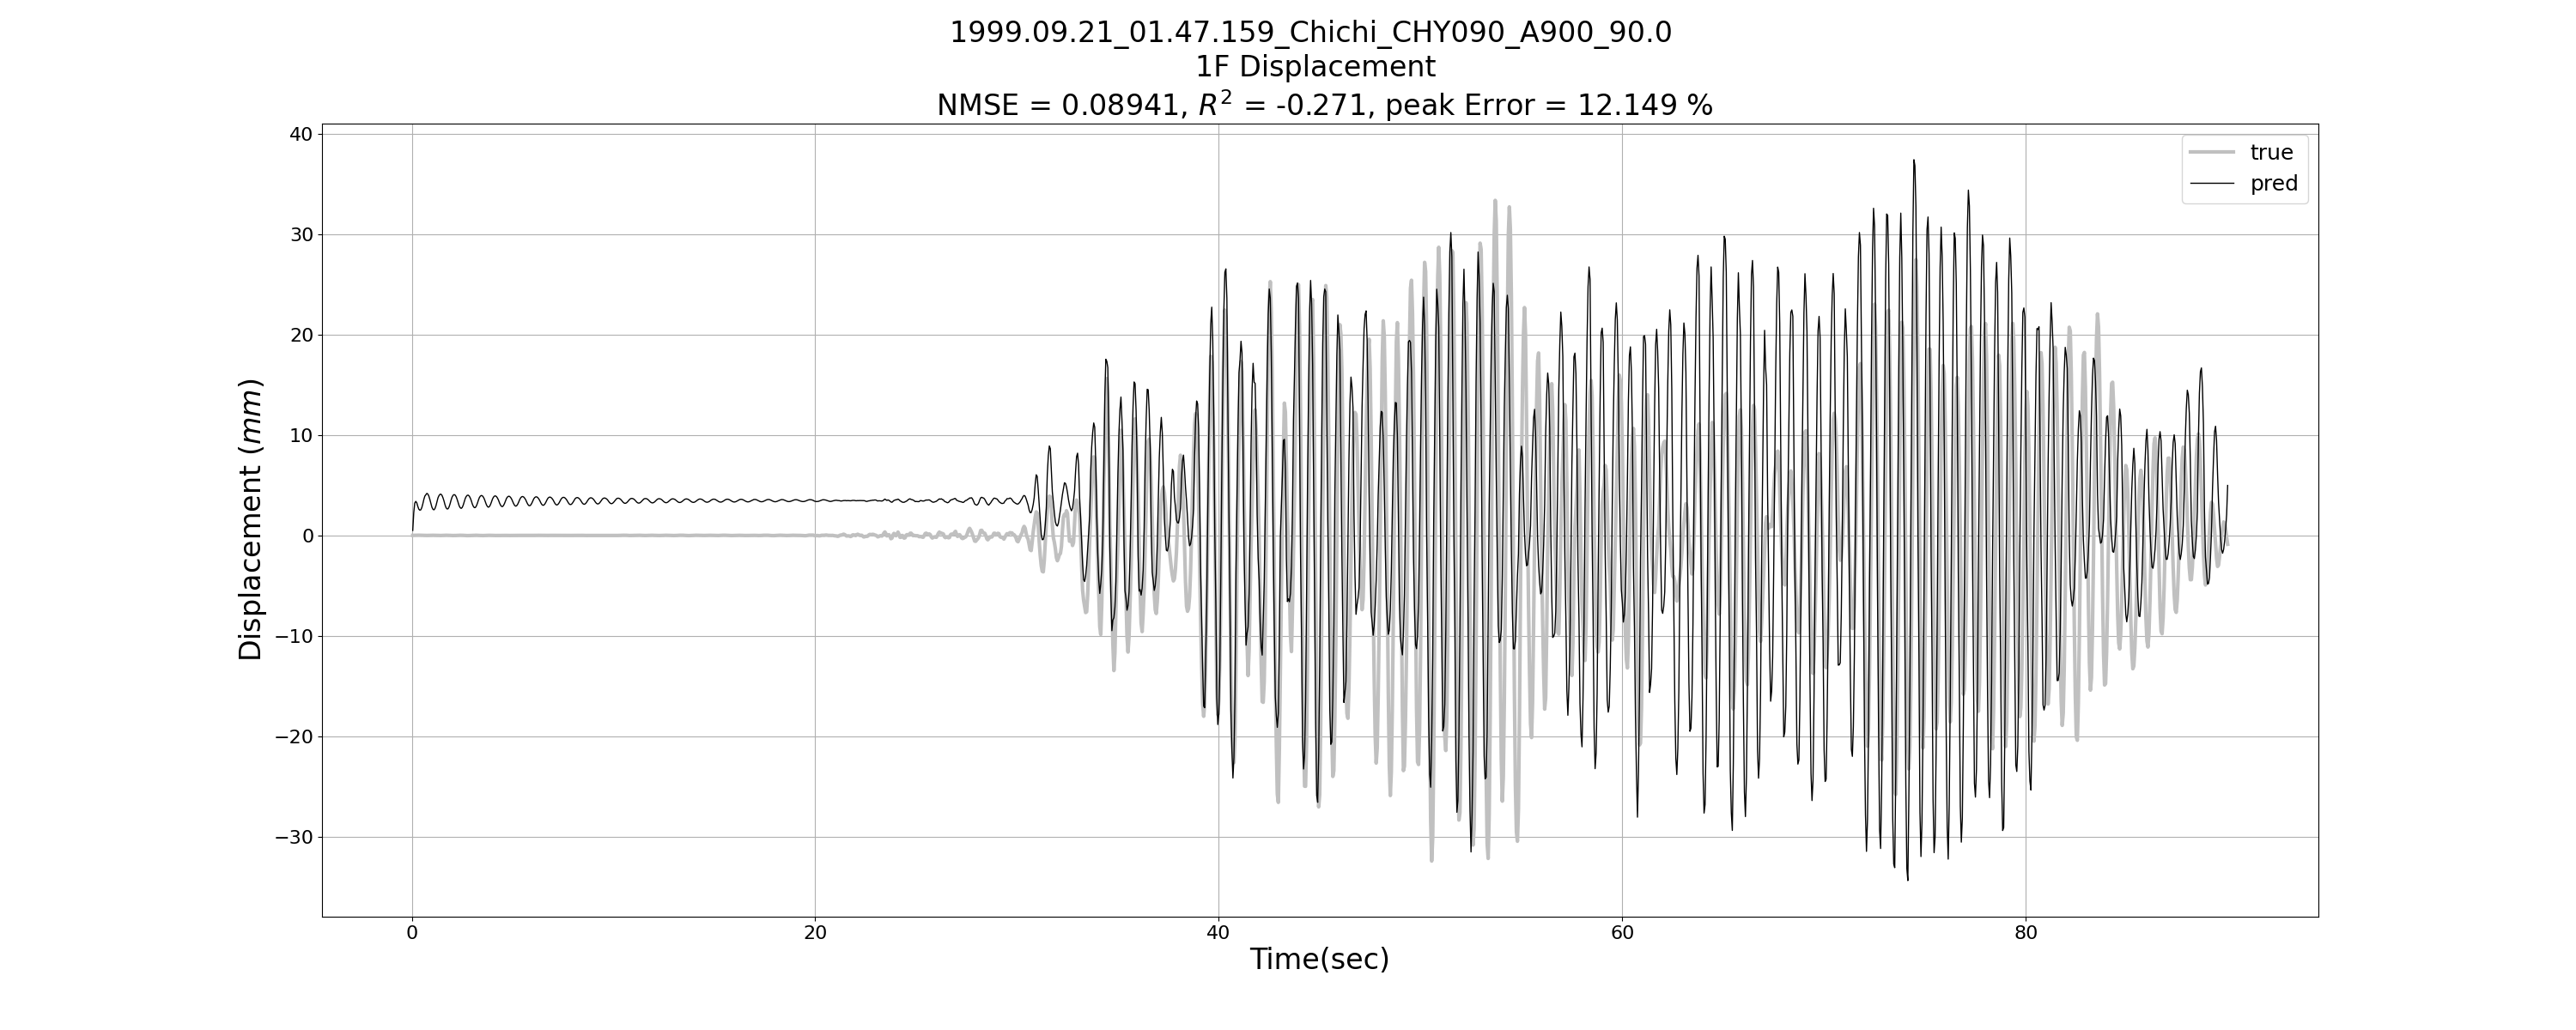 1999.09.21_01.47.159_Chichi_CHY090_A900_90.0
1F Displacement
NMSE = 0.08941, R² = -0.271, peak Error = 12.149 %
true
pred
40
30
20
10
0
−10
−20
−30
Displacement (mm)
0 20 40 60 80
Time(sec)